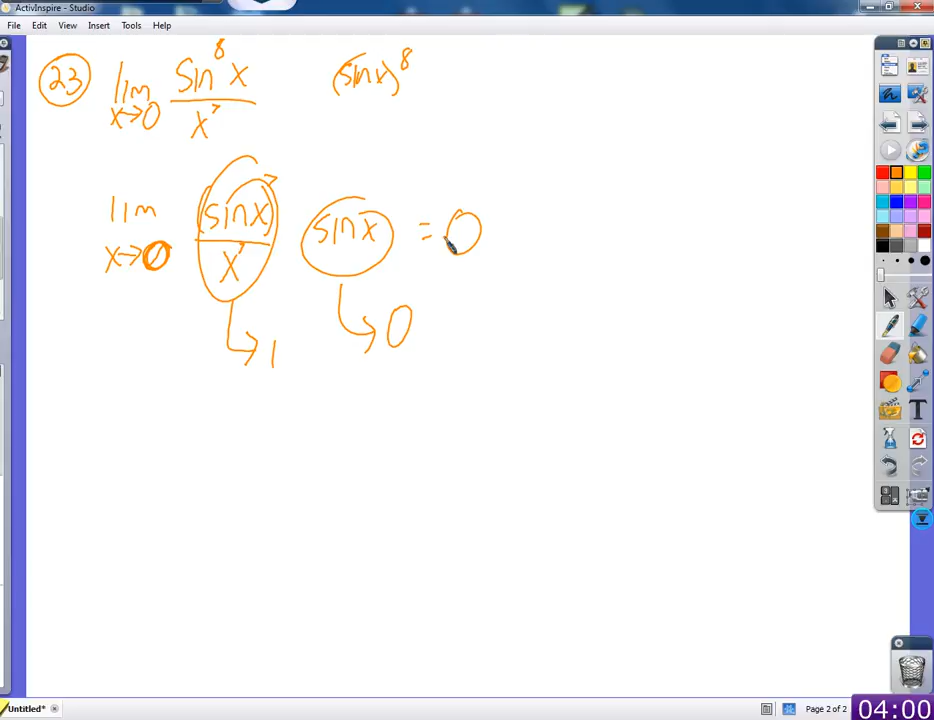 ActivInspire - Studio
File Edit View Insert Tools Help
23 lim x→0 sin⁸x / x⁷ (sin x)⁸
lim x→0 (sin x)⁷ / x⁷ sin x = 0
1 0
T
Untitled* Page 2 of 2 04:00